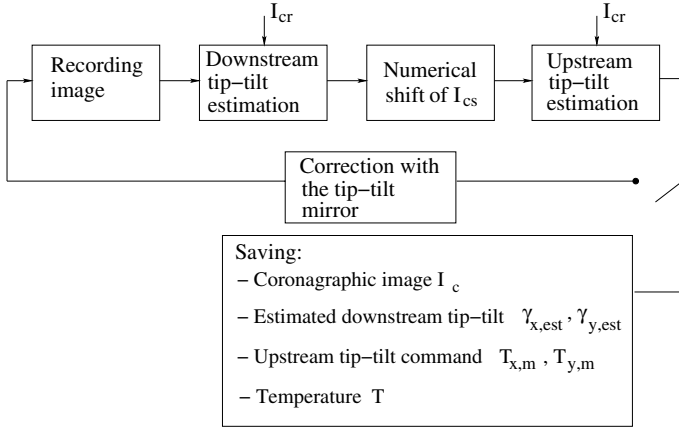 I_cr
I_cr
Recording
image
Downstream
tip−tilt
estimation
Numerical
shift of I_cs
Upstream
tip−tilt
estimation
Correction with
the tip−tilt
mirror
Saving:
− Coronagraphic image I_c
− Estimated downstream tip−tilt γ_x,est , γ_y,est
− Upstream tip−tilt command T_x,m , T_y,m
− Temperature T